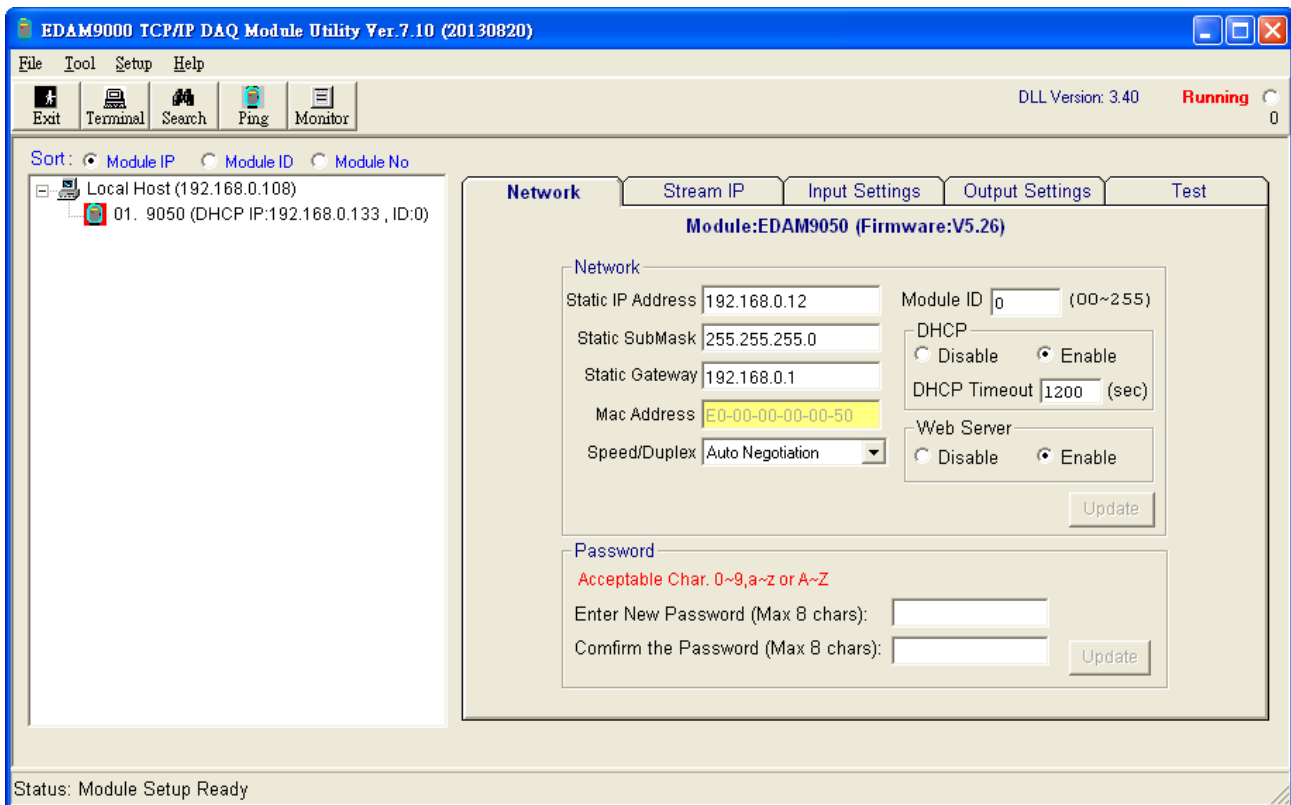 EDAM9000 TCP/IP DAQ Module Utility Ver.7.10 (20130820)
File Tool Setup Help
Exit Terminal Search Ping Monitor
DLL Version: 3.40 Running
0
Sort: Module IP Module ID Module No
Local Host (192.168.0.108)
01. 9050 (DHCP IP:192.168.0.133 , ID:0)
Network Stream IP Input Settings Output Settings Test
Module:EDAM9050 (Firmware:V5.26)
Network
Static IP Address 192.168.0.12
Static SubMask 255.255.255.0
Static Gateway 192.168.0.1
Mac Address E0-00-00-00-00-50
Speed/Duplex Auto Negotiation
Module ID 0 (00~255)
DHCP
Disable Enable
DHCP Timeout 1200 (sec)
Web Server
Disable Enable
Update
Password
Acceptable Char. 0~9,a~z or A~Z
Enter New Password (Max 8 chars):
Comfirm the Password (Max 8 chars):
Update
Status: Module Setup Ready